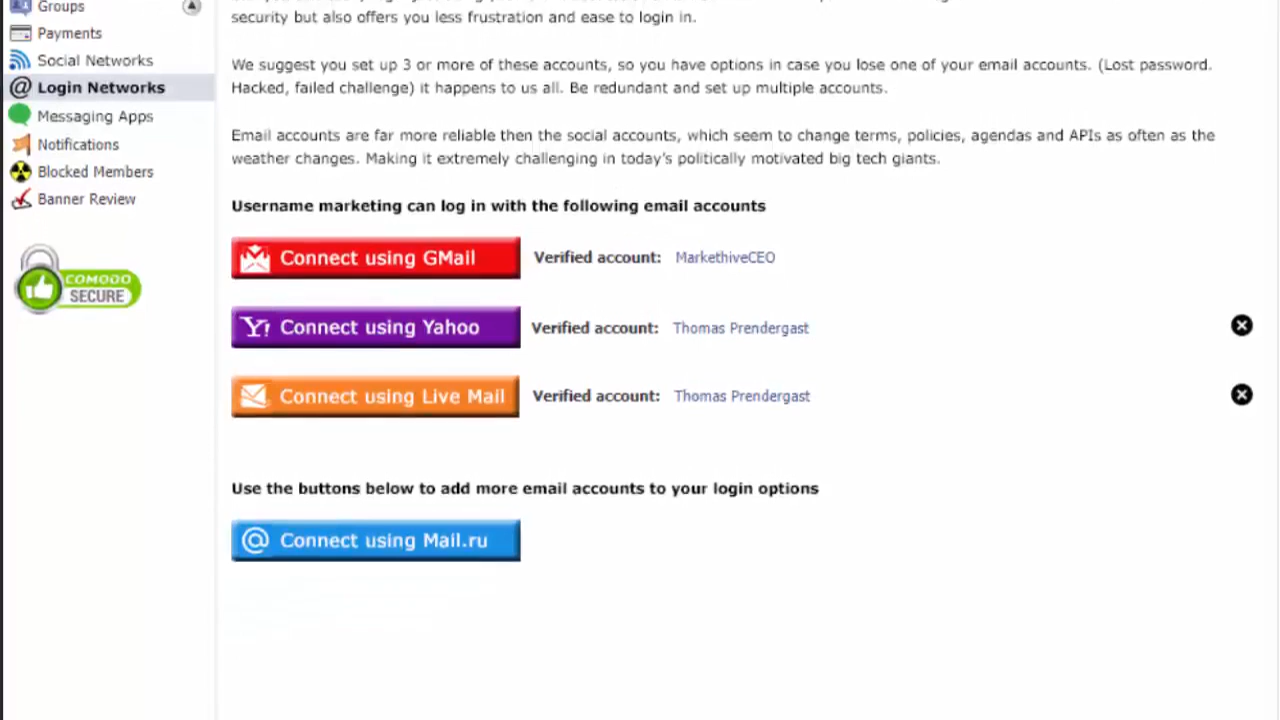 Groups
Payments
Social Networks
Login Networks
Messaging Apps
Notifications
Blocked Members
Banner Review
COMODO
SECURE
security but also offers you less frustration and ease to login in.
We suggest you set up 3 or more of these accounts, so you have options in case you lose one of your email accounts. (Lost password.
Hacked, failed challenge) it happens to us all. Be redundant and set up multiple accounts.
Email accounts are far more reliable then the social accounts, which seem to change terms, policies, agendas and APIs as often as the
weather changes. Making it extremely challenging in today's politically motivated big tech giants.
Username marketing can log in with the following email accounts
Connect using GMail Verified account: MarkethiveCEO
Y! Connect using Yahoo Verified account: Thomas Prendergast
Connect using Live Mail Verified account: Thomas Prendergast
Use the buttons below to add more email accounts to your login options
@ Connect using Mail.ru